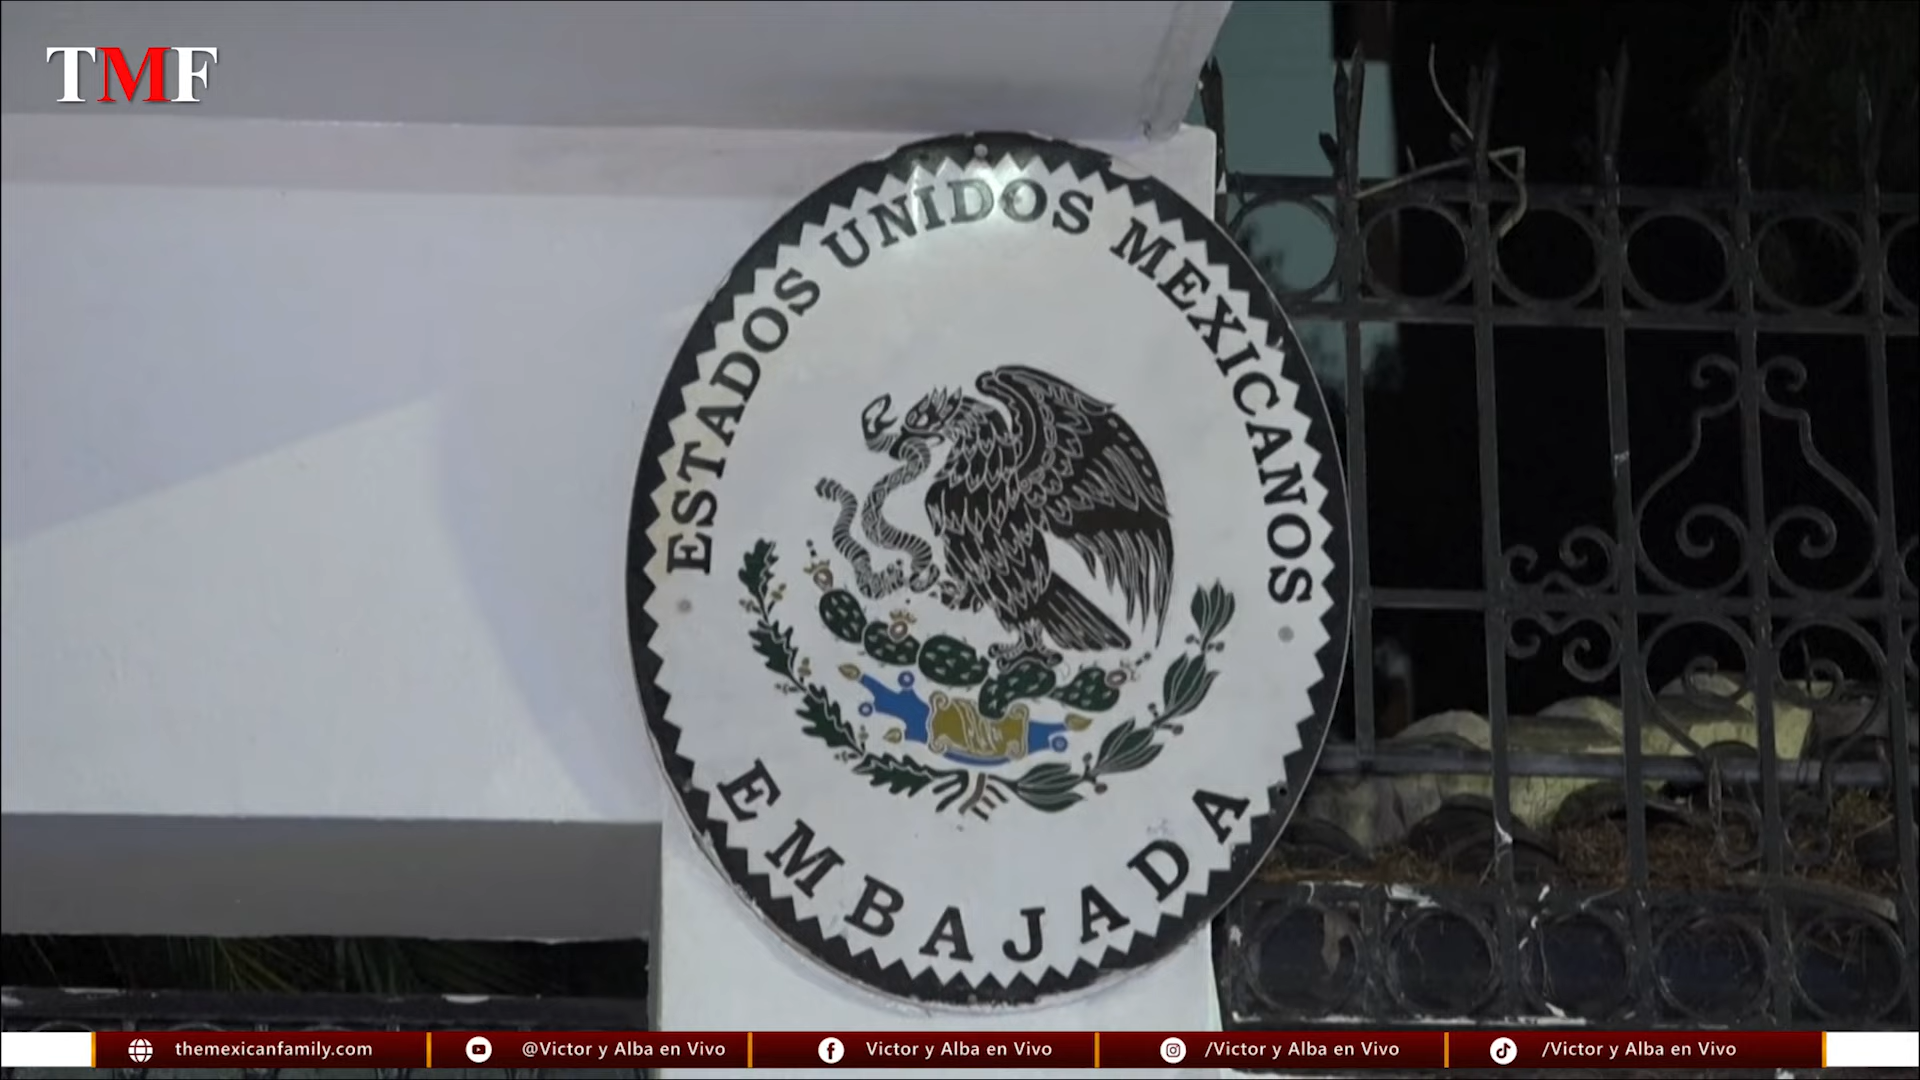 TMF
ESTADOS UNIDOS MEXICANOS
EMBAJADA
themexicanfamily.com
@Victor y Alba en Vivo
Victor y Alba en Vivo
/Victor y Alba en Vivo
/Victor y Alba en Vivo